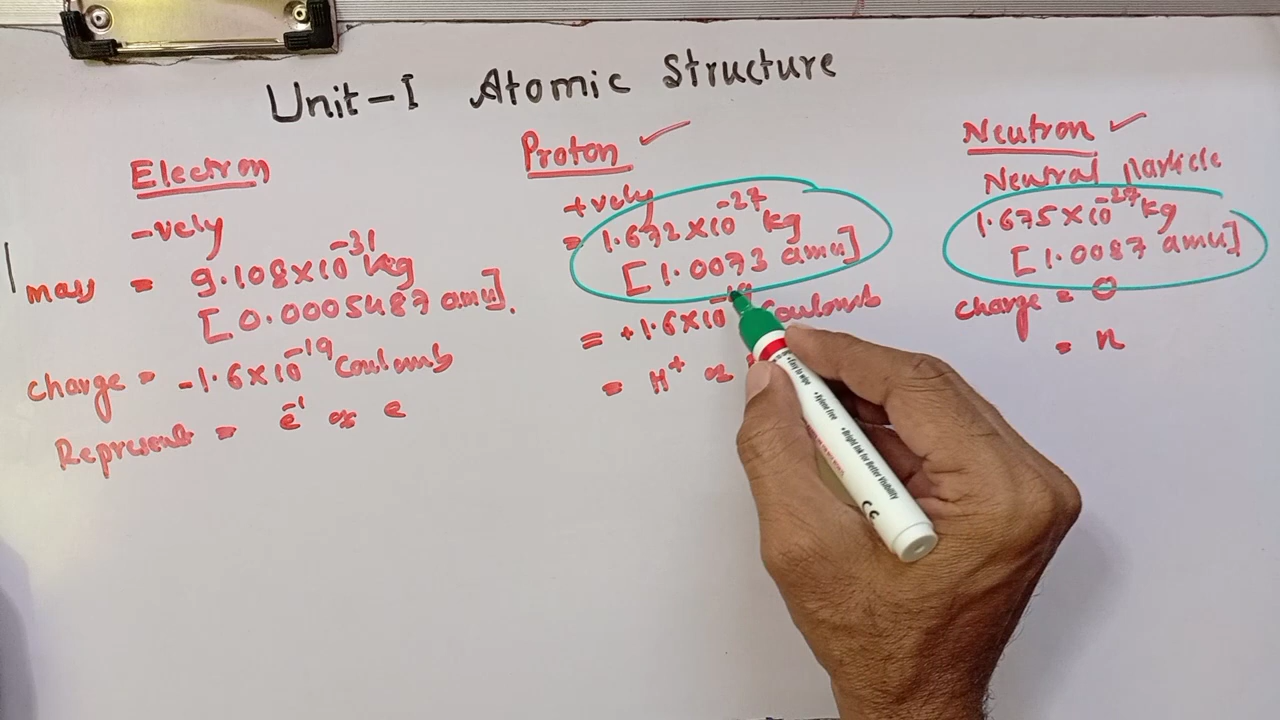 Unit-I Atomic Structure
Electron
-vely
mass = 9.108×10⁻³¹ kg
[0.0005487 amu].
charge = -1.6×10⁻¹⁹ Coulomb
Represent = e⁻¹ or e
Proton ✓
+vely
= 1.672×10⁻²⁷ kg
[1.0073 amu]
= +1.6×10⁻¹⁹ Coulomb
= H⁺ or
Neutron ✓
Neutral particle
1.675×10⁻²⁷ kg
[1.0087 amu]
charge = 0
= n